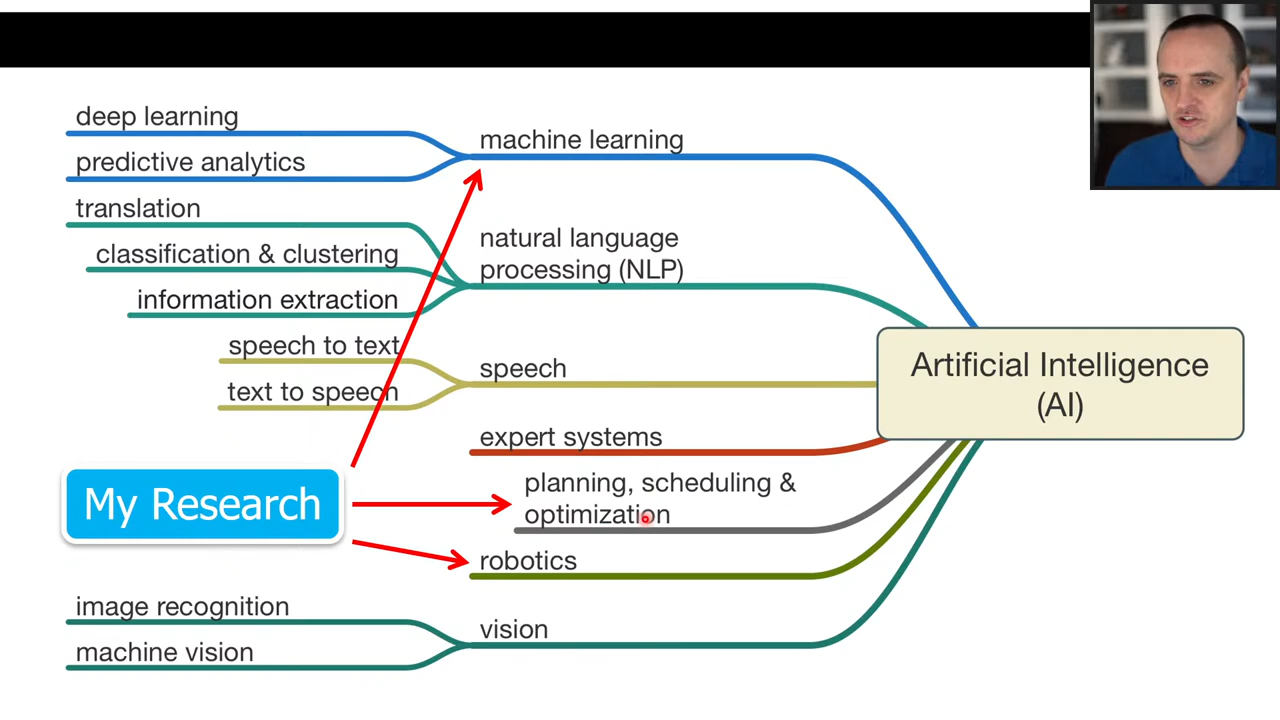 deep learning
predictive analytics
machine learning
translation
classification & clustering
information extraction
natural language
processing (NLP)
speech to text
text to speech
speech
Artificial Intelligence
(AI)
expert systems
My Research
planning, scheduling &
optimization
robotics
image recognition
machine vision
vision